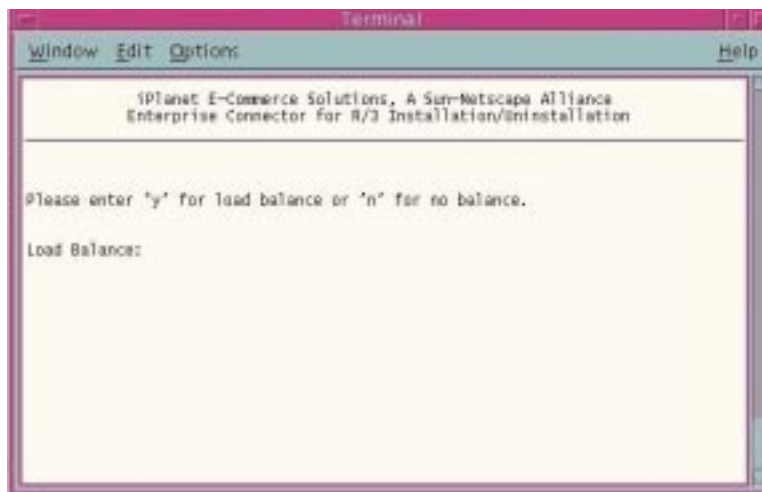 Terminal
Window Edit Options Help
iPlanet E-Commerce Solutions, A Sun-Netscape Alliance
Enterprise Connector for R/3 Installation/Uninstallation
Please enter 'y' for load balance or 'n' for no balance.
Load Balance: